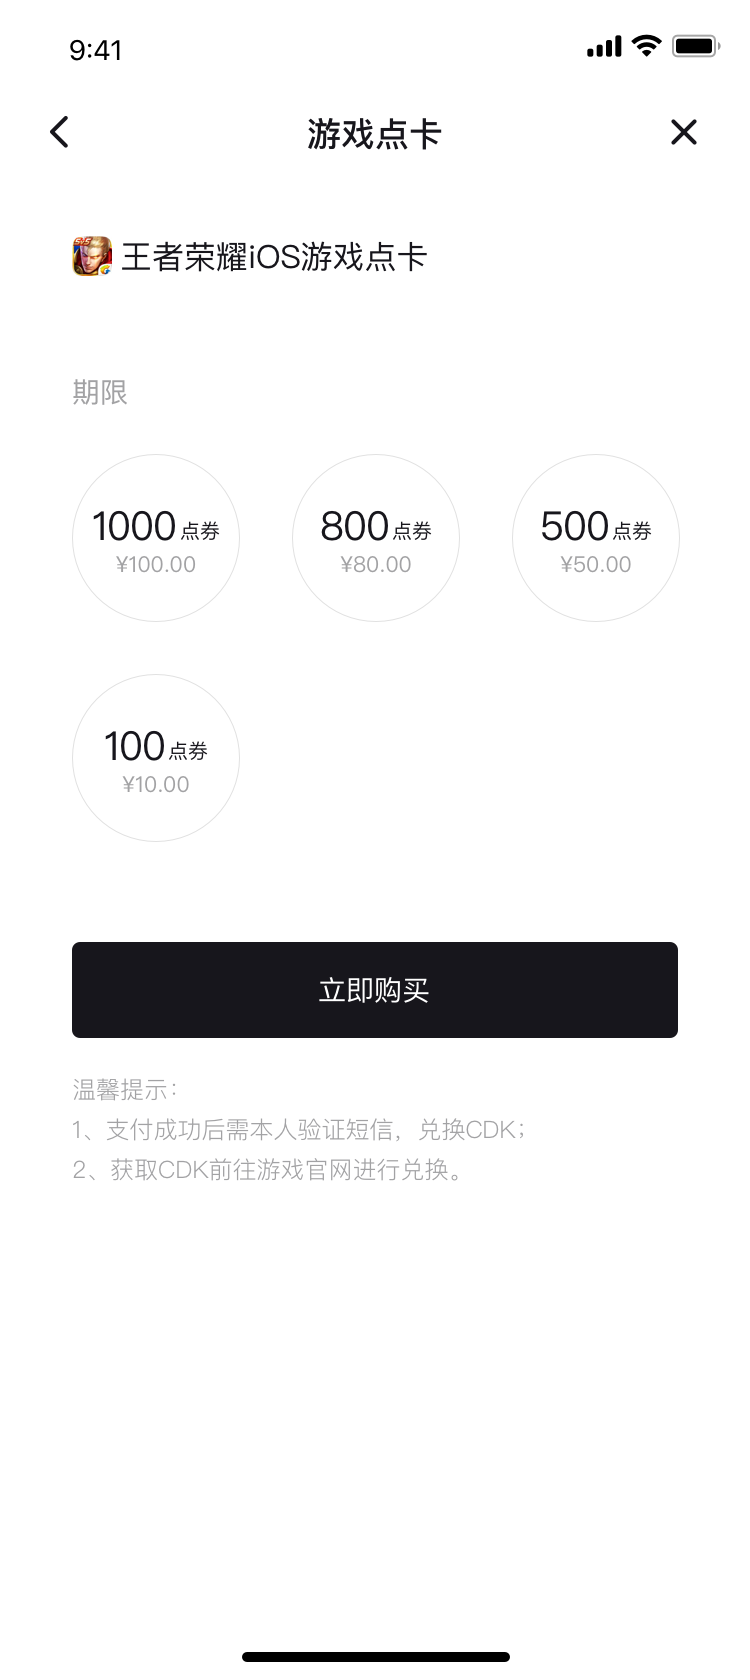 9:41
游戏点卡
王者荣耀iOS游戏点卡
期限
1000点券
¥100.00
800点券
¥80.00
500点券
¥50.00
100点券
¥10.00
立即购买
温馨提示：
1、支付成功后需本人验证短信，兑换CDK；
2、获取CDK前往游戏官网进行兑换。